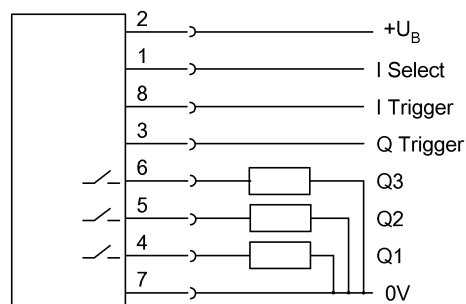 2 +U_B
1 I Select
8 I Trigger
3 Q Trigger
6 Q3
5 Q2
4 Q1
7 0V